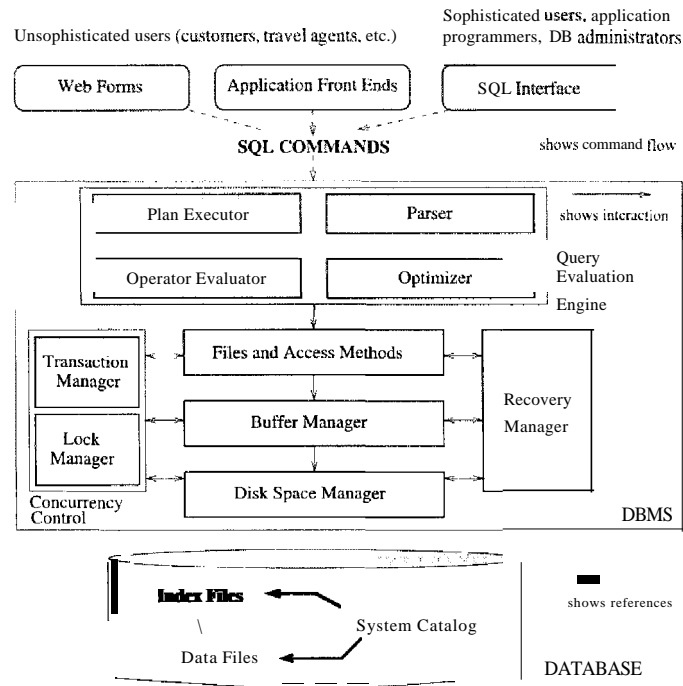 Sophisticated users, application
Unsophisticated users (customers, travel agents, etc.)
programmers, DB administrators
Web Forms
Application Front Ends
SQL Interface
SQL COMMANDS
shows command flow
Plan Executor
Parser
shows interaction
Operator Evaluator
Optimizer
Query
Evaluation
Engine
Files and Access Methods
Transaction
Manager
Recovery
Manager
Buffer Manager
Lock
Manager
Disk Space Manager
Concurrency
Control
DBMS
Index Files
shows references
System Catalog
Data Files
DATABASE